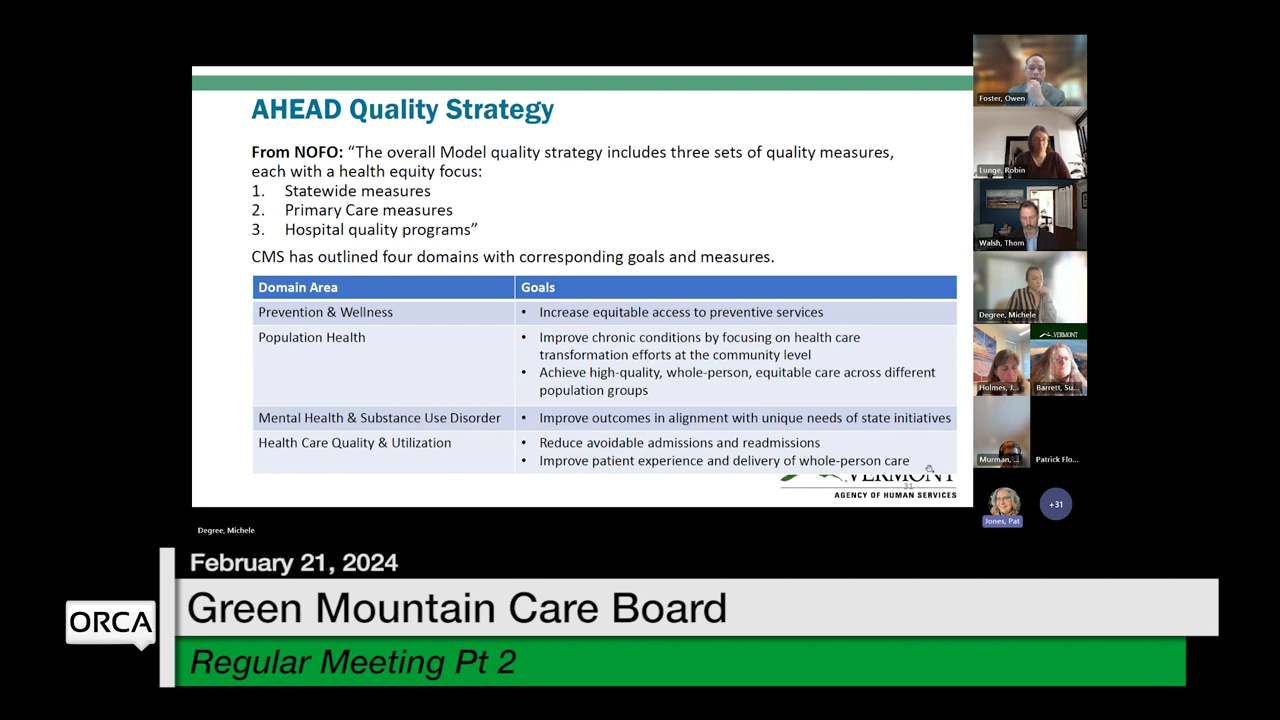 AHEAD Quality Strategy
From NOFO: “The overall Model quality strategy includes three sets of quality measures,
each with a health equity focus:
1. Statewide measures
2. Primary Care measures
3. Hospital quality programs”
CMS has outlined four domains with corresponding goals and measures.
Domain Area Goals
Prevention & Wellness • Increase equitable access to preventive services
Population Health • Improve chronic conditions by focusing on health care
transformation efforts at the community level
• Achieve high-quality, whole-person, equitable care across different
population groups
Mental Health & Substance Use Disorder • Improve outcomes in alignment with unique needs of state initiatives
Health Care Quality & Utilization • Reduce avoidable admissions and readmissions
• Improve patient experience and delivery of whole-person care
VERMONT
31
AGENCY OF HUMAN SERVICES
Foster, Owen
Lunge, Robin
Walsh, Thom
Degree, Michele
VERMONT
Holmes, J...
Barrett, Su...
Murman, ...
Patrick Flo...
Jones, Pat
+31
Degree, Michele
February 21, 2024
ORCA
Green Mountain Care Board
Regular Meeting Pt 2